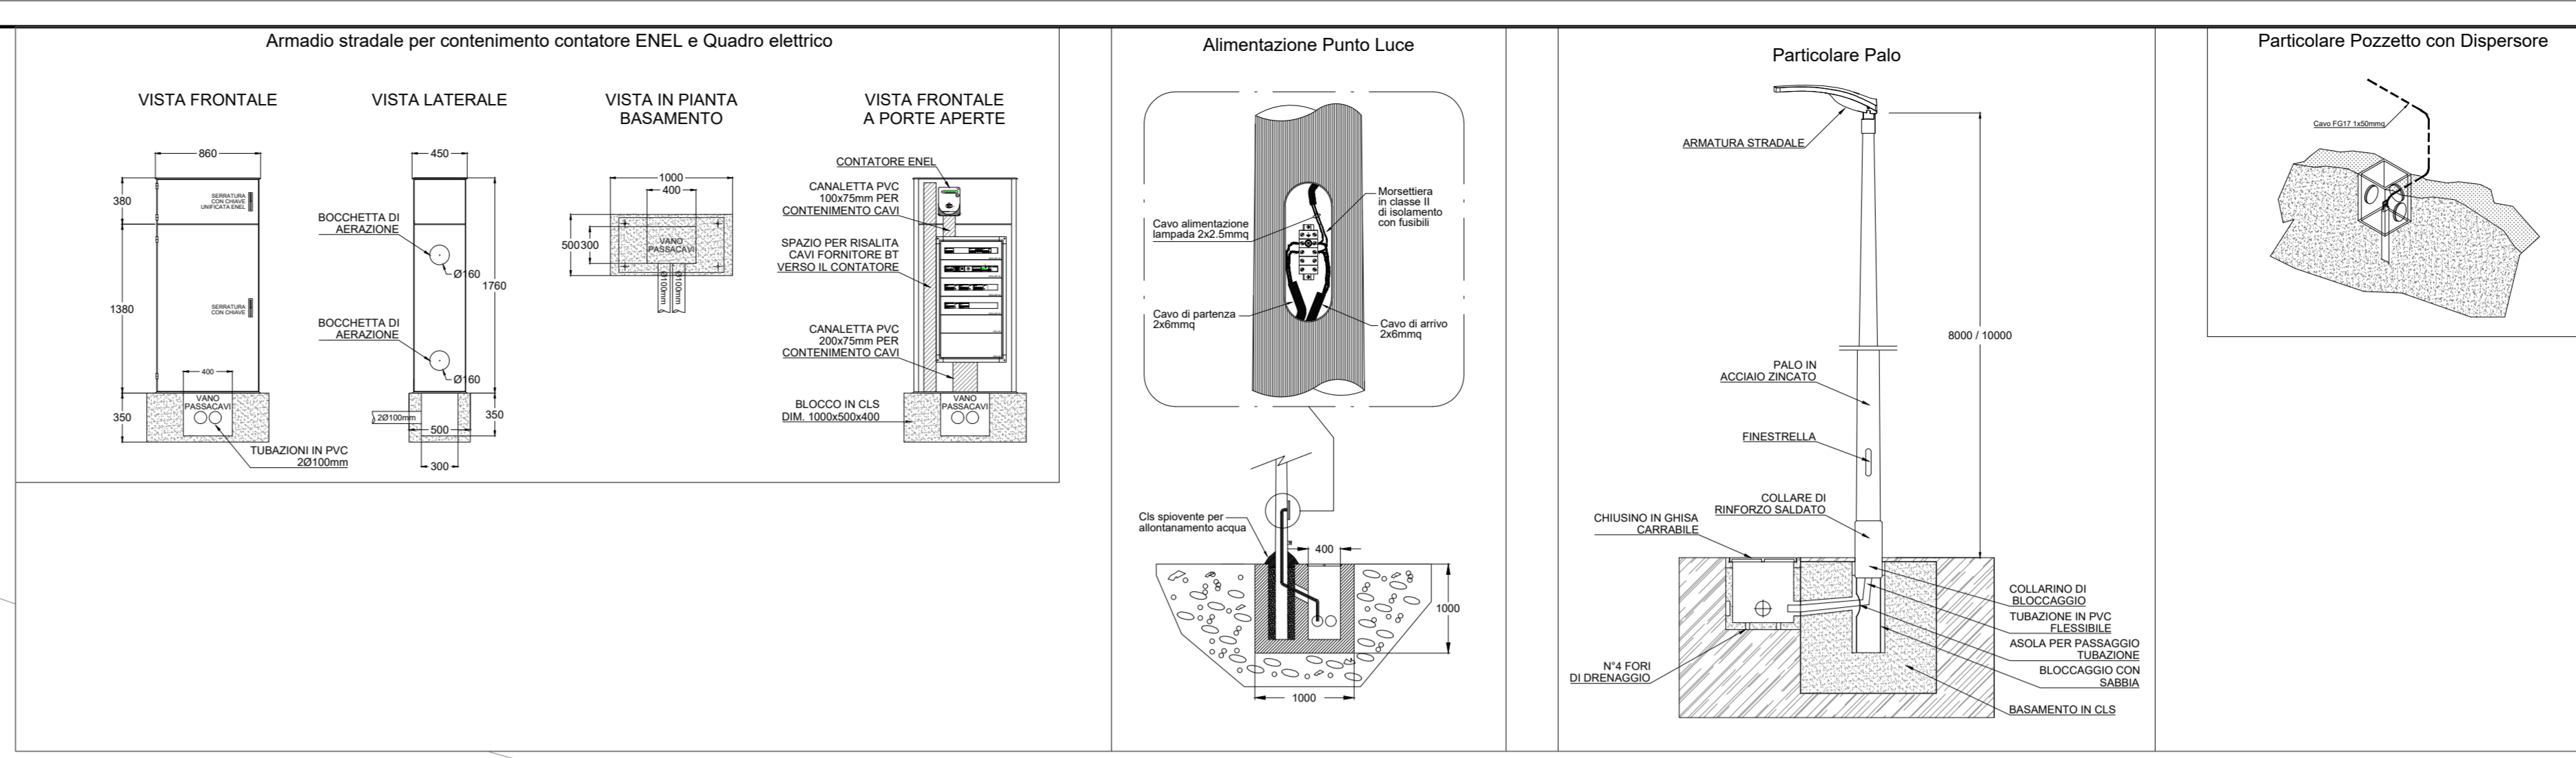 Armadio stradale per contenimento contatore ENEL e Quadro elettrico
VISTA FRONTALE
860
380
1380
350
SERRATURA
CON CHIAVE
UNIFICATA ENEL
SERRATURA
CON CHIAVE
400
VANO
PASSACAVI
TUBAZIONI IN PVC
2Ø100mm
VISTA LATERALE
450
BOCCHETTA DI
AERAZIONE
Ø160
1760
BOCCHETTA DI
AERAZIONE
Ø160
2Ø100mm
350
500
300
VISTA IN PIANTA
BASAMENTO
1000
400
500
300
VANO
PASSACAVI
Ø100mm
Ø100mm
VISTA FRONTALE
A PORTE APERTE
CONTATORE ENEL
CANALETTA PVC
100x75mm PER
CONTENIMENTO CAVI
SPAZIO PER RISALITA
CAVI FORNITORE BT
VERSO IL CONTATORE
CANALETTA PVC
200x75mm PER
CONTENIMENTO CAVI
BLOCCO IN CLS
DIM. 1000x500x400
VANO
PASSACAVI
Alimentazione Punto Luce
Cavo alimentazione
lampada 2x2.5mmq
Morsettiera
in classe II
di isolamento
con fusibili
Cavo di partenza
2x6mmq
Cavo di arrivo
2x6mmq
Cls spiovente per
allontanamento acqua
400
1000
1000
Particolare Palo
ARMATURA STRADALE
8000 / 10000
PALO IN
ACCIAIO ZINCATO
FINESTRELLA
COLLARE DI
RINFORZO SALDATO
CHIUSINO IN GHISA
CARRABILE
N°4 FORI
DI DRENAGGIO
COLLARINO DI
BLOCCAGGIO
TUBAZIONE IN PVC
FLESSIBILE
ASOLA PER PASSAGGIO
TUBAZIONE
BLOCCAGGIO CON
SABBIA
BASAMENTO IN CLS
Particolare Pozzetto con Dispersore
Cavo FG17 1x50mmq